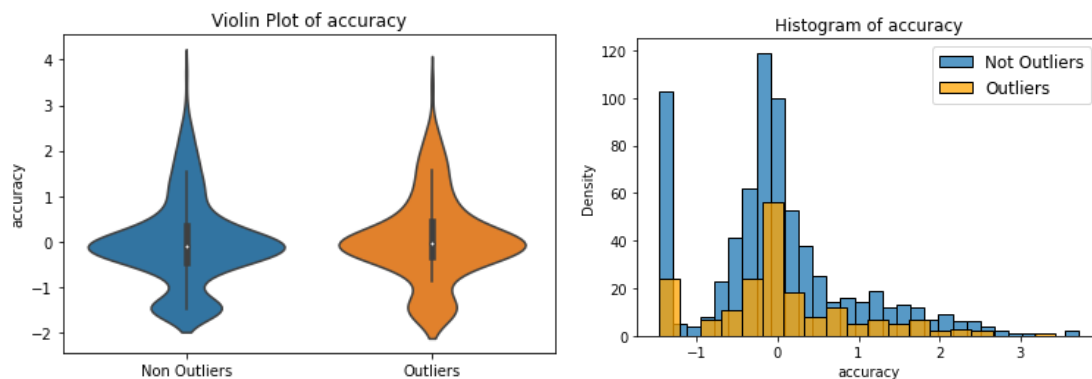 Violin Plot of accuracy
accuracy
4
3
2
1
0
−1
−2
Non Outliers
Outliers
Histogram of accuracy
Density
120
100
80
60
40
20
0
Not Outliers
Outliers
−1
0
1
2
3
accuracy